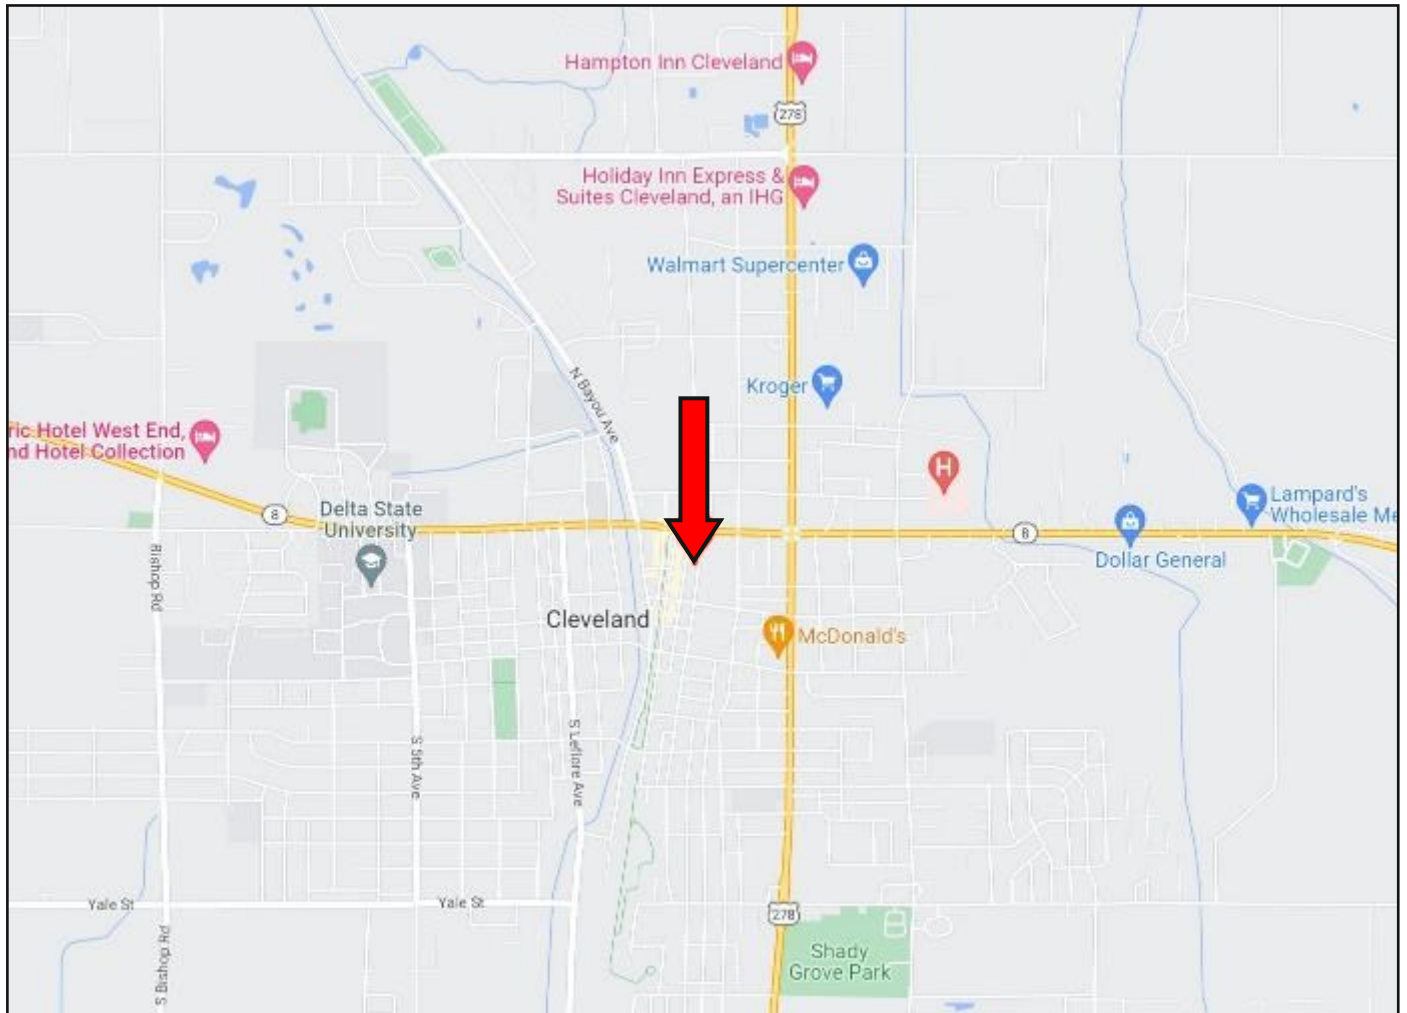 Hampton Inn Cleveland
278
Holiday Inn Express &
Suites Cleveland, an IHG
Walmart Supercenter
N Bayou Ave
Kroger
ric Hotel West End,
nd Hotel Collection
H
Lampard's
Wholesale Me
8
Delta State
University
8
Dollar General
Bishop Rd
Cleveland
McDonald's
S 5th Ave
S Leflore Ave
Yale St
Yale St
278
S Bishop Rd
Shady
Grove Park